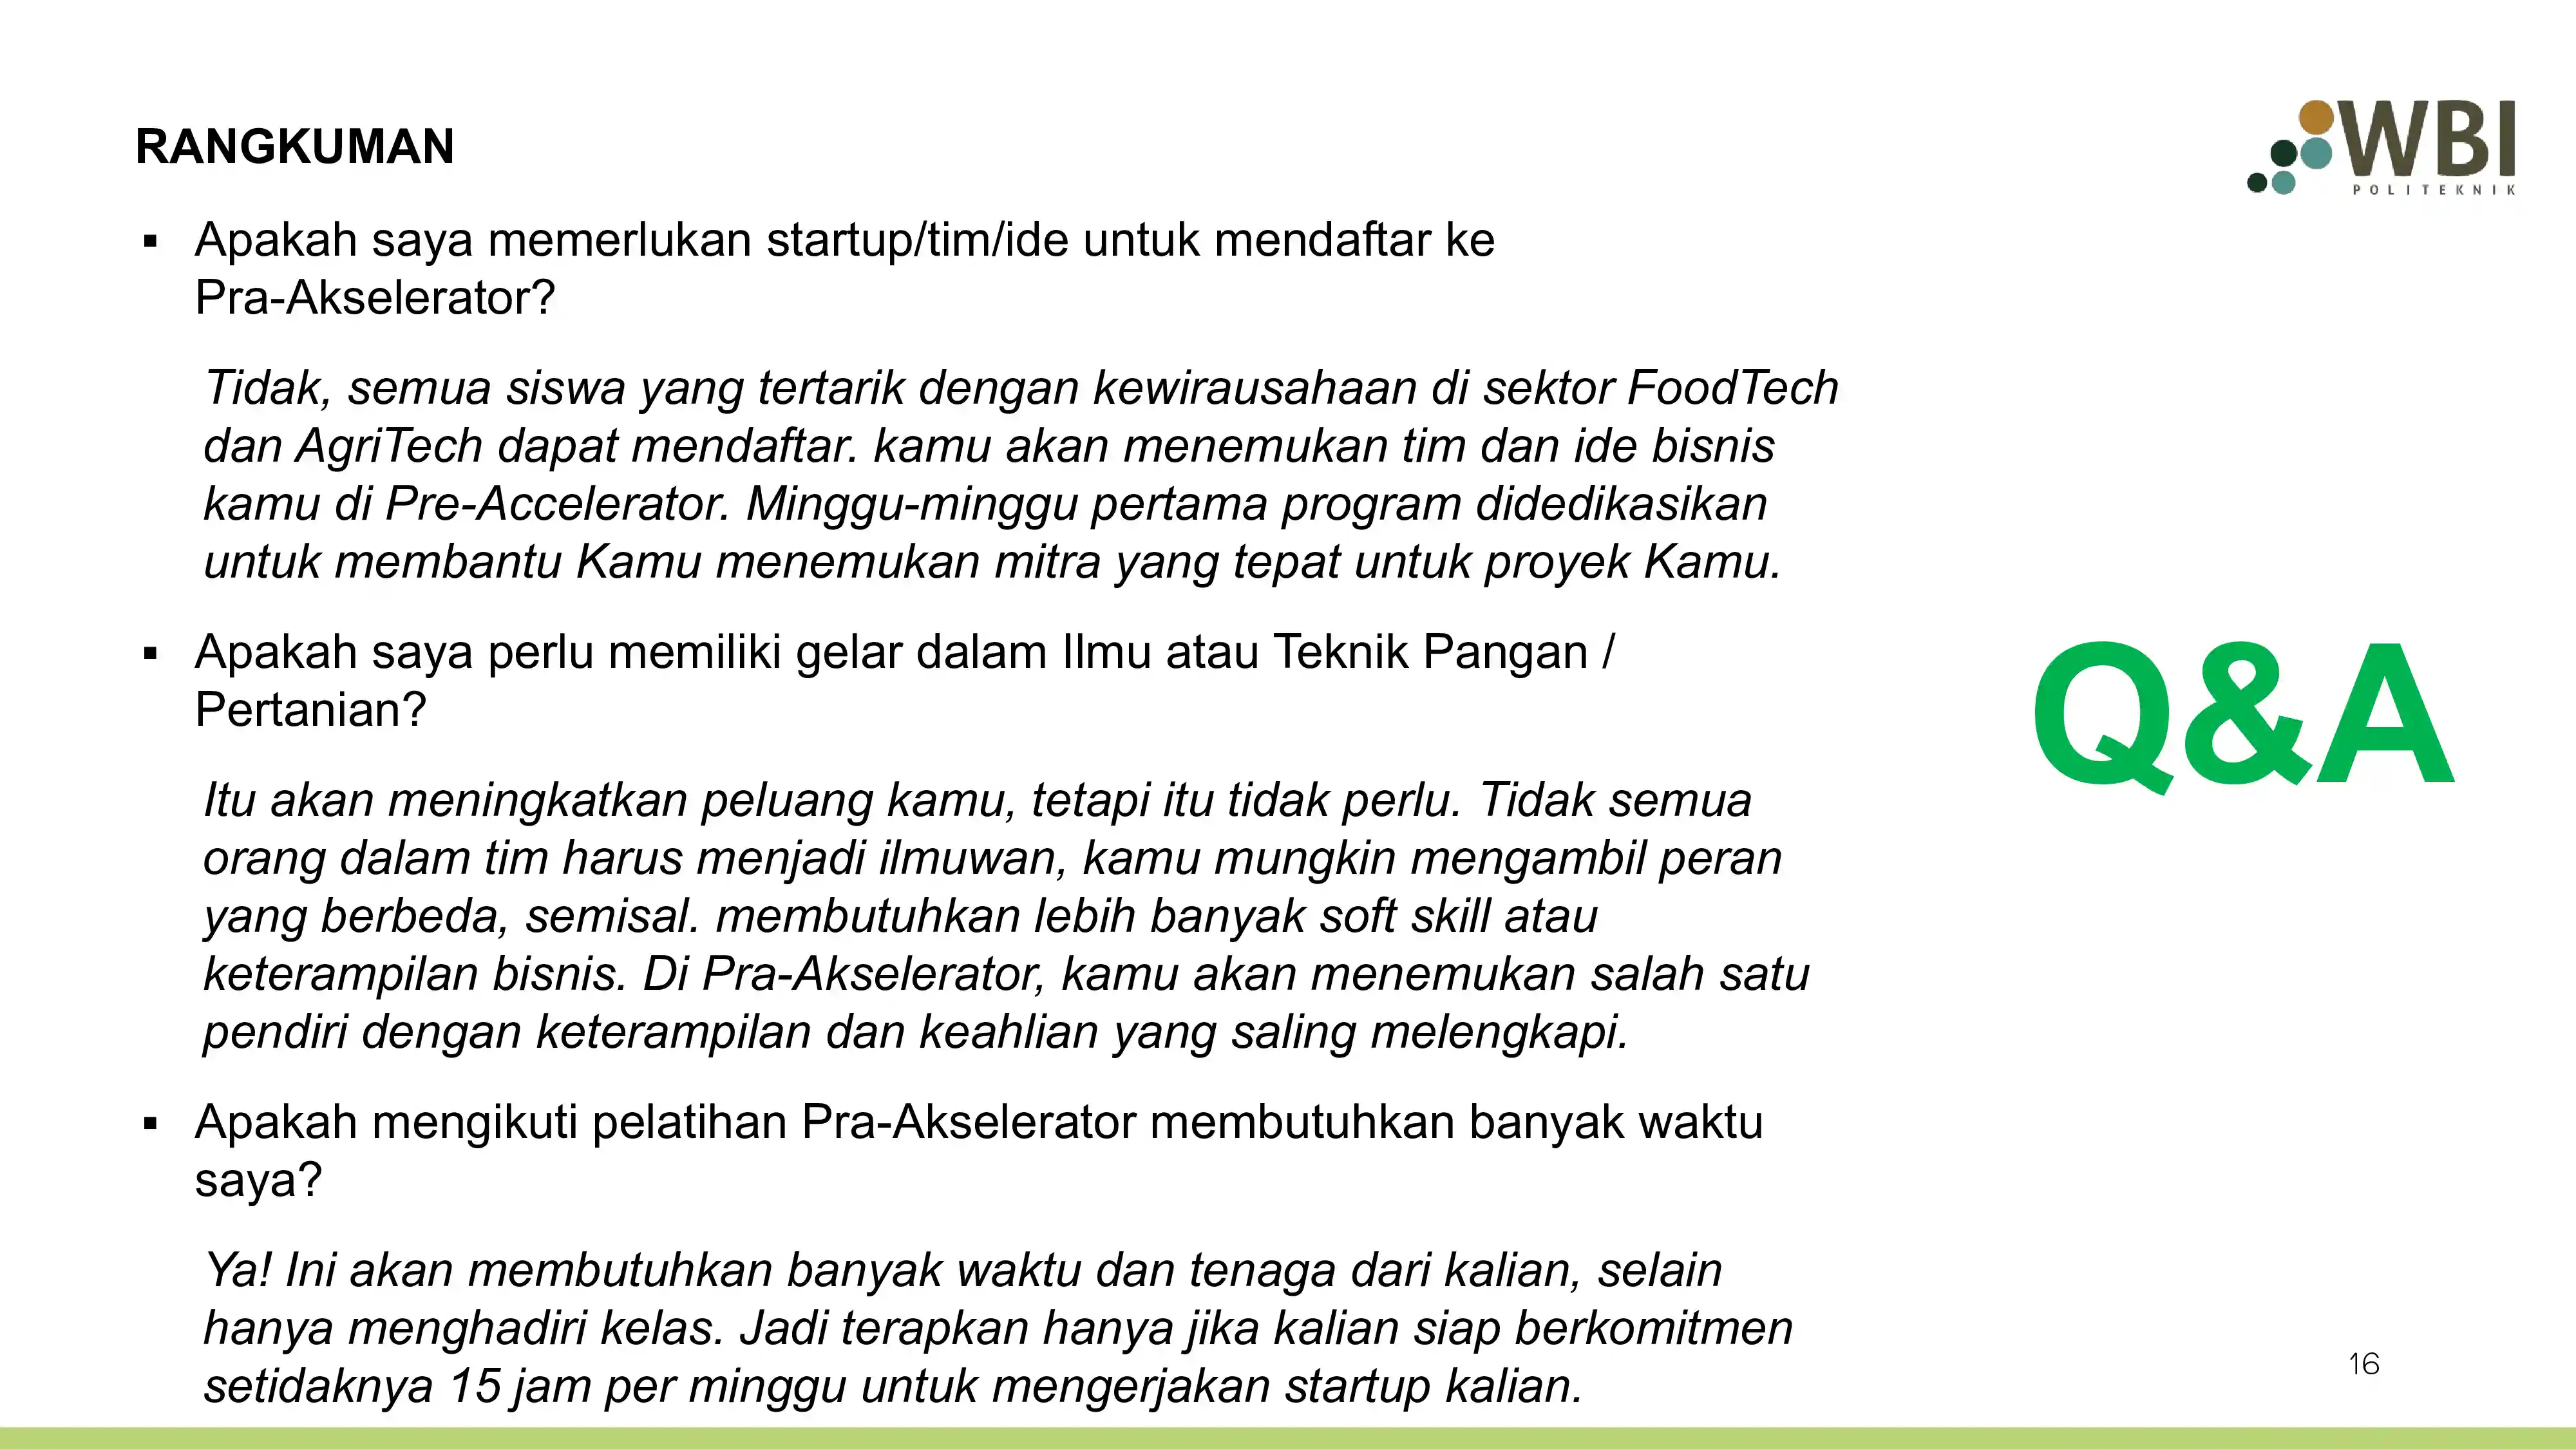 RANGKUMAN
WBI
POLITEKNIK
▪ Apakah saya memerlukan startup/tim/ide untuk mendaftar ke
Pra-Akselerator?
Tidak, semua siswa yang tertarik dengan kewirausahaan di sektor FoodTech
dan AgriTech dapat mendaftar. kamu akan menemukan tim dan ide bisnis
kamu di Pre-Accelerator. Minggu-minggu pertama program didedikasikan
untuk membantu Kamu menemukan mitra yang tepat untuk proyek Kamu.
▪ Apakah saya perlu memiliki gelar dalam Ilmu atau Teknik Pangan /
Pertanian?
Itu akan meningkatkan peluang kamu, tetapi itu tidak perlu. Tidak semua
orang dalam tim harus menjadi ilmuwan, kamu mungkin mengambil peran
yang berbeda, semisal. membutuhkan lebih banyak soft skill atau
keterampilan bisnis. Di Pra-Akselerator, kamu akan menemukan salah satu
pendiri dengan keterampilan dan keahlian yang saling melengkapi.
▪ Apakah mengikuti pelatihan Pra-Akselerator membutuhkan banyak waktu
saya?
Ya! Ini akan membutuhkan banyak waktu dan tenaga dari kalian, selain
hanya menghadiri kelas. Jadi terapkan hanya jika kalian siap berkomitmen
setidaknya 15 jam per minggu untuk mengerjakan startup kalian.
Q&A
16